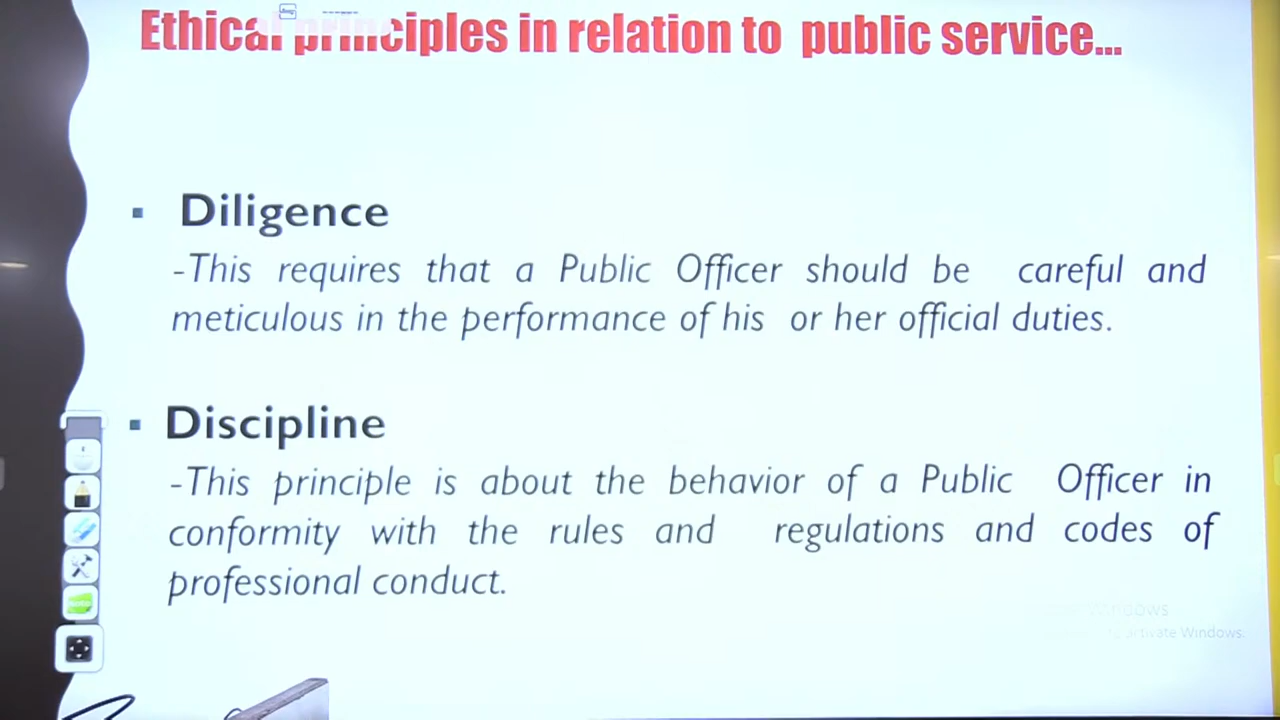 Ethical principles in relation to public service...
▪ Diligence
-This requires that a Public Officer should be careful and
meticulous in the performance of his or her official duties.
▪ Discipline
-This principle is about the behavior of a Public Officer in
conformity with the rules and regulations and codes of
professional conduct.
Windows
activate Windows.